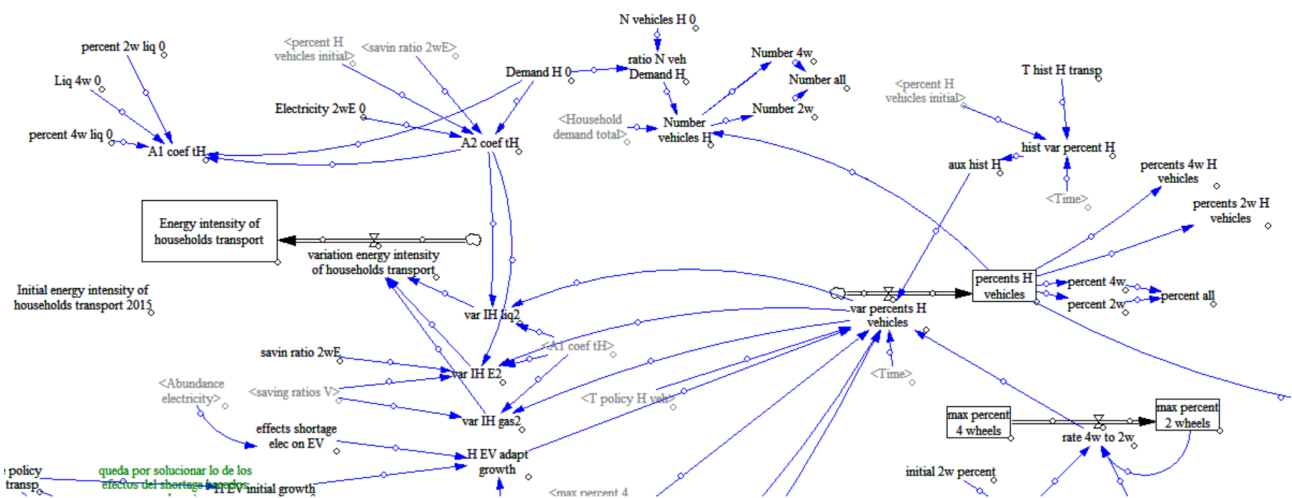 N vehicles H 0
percent 2w liq 0
<percent H
vehicles initial>
<savin ratio 2wE
Liq 4w 0
Demand H 0
ratio N veh
Demand H
Number 4w
Number all
Number 2w
<percent H
vehicles initial>
T hist H transp
Electricity 2wE 0
percent 4w liq 0
A1 coef tH
A2 coef tH
<Household
demand total>
Number
vehicles H
hist var percent H
aux hist H
<Time>
percents 4w H
vehicles
percents 2w H
vehicles
Energy intensity of
households transport
variation energy intensity
of households transport
Initial energy intensity of
households transport 2015
percents H
vehicles
percent 4w
percent 2w
percent all
var percents H
vehicles
var IH liq2
<A1 coef tH>
savin ratio 2wE
var IH E2
<Time>
<Abundance
electricity>
<saving ratios V>
<T policy H veh>
var IH gas2
max percent
4 wheels
max percent
2 wheels
rate 4w to 2w
effects shortage
elec on EV
H EV adapt
growth
initial 2w percent
policy
transp
queda por solucionar lo de los
efectos del shortage
H EV initial growth
<max percent 4